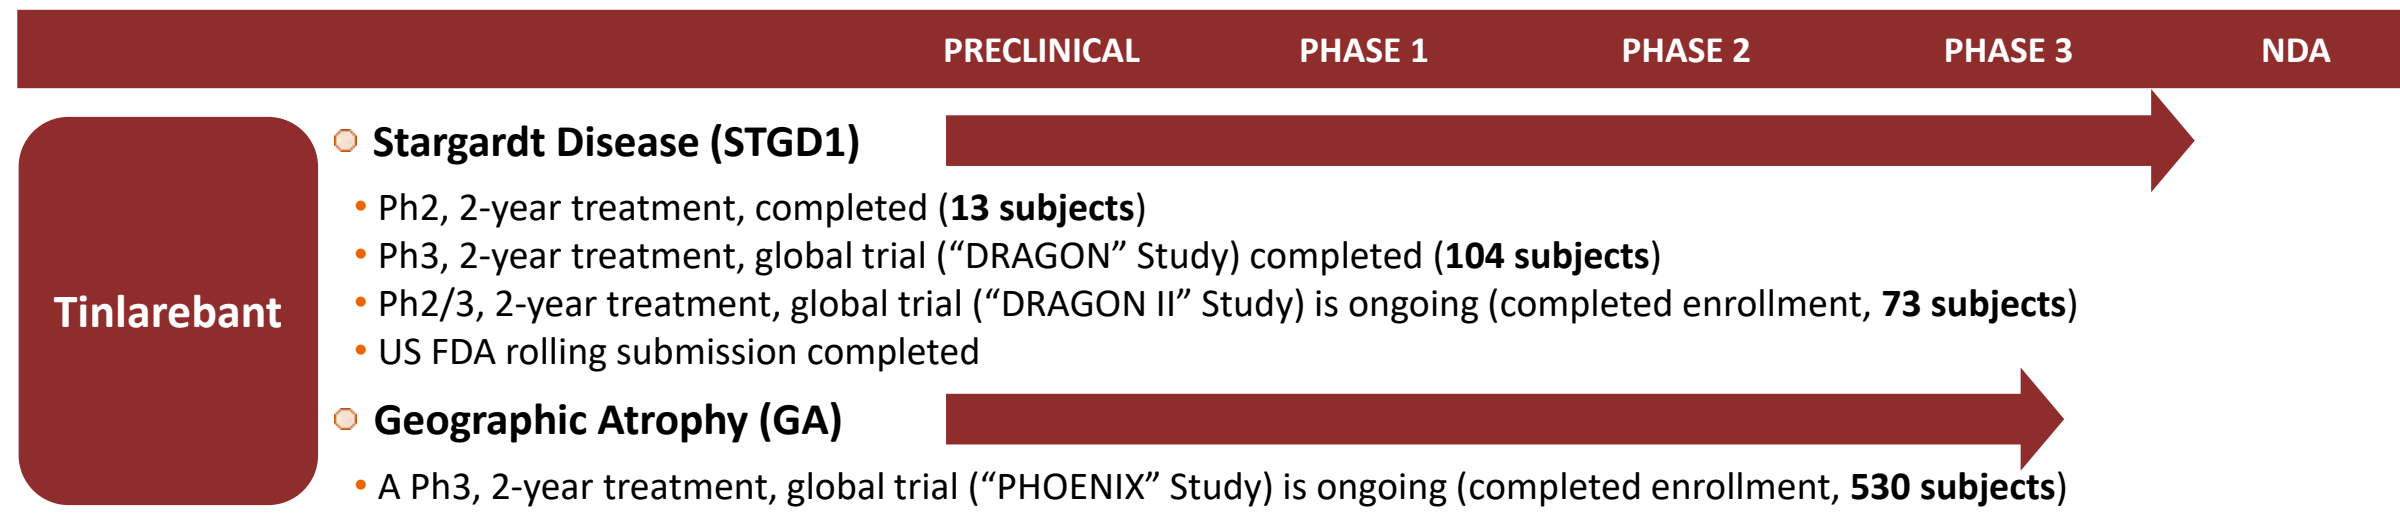 PRECLINICAL PHASE 1 PHASE 2 PHASE 3 NDA
Tinlarebant
Stargardt Disease (STGD1)
• Ph2, 2-year treatment, completed (13 subjects)
• Ph3, 2-year treatment, global trial (“DRAGON” Study) completed (104 subjects)
• Ph2/3, 2-year treatment, global trial (“DRAGON II” Study) is ongoing (completed enrollment, 73 subjects)
• US FDA rolling submission completed
Geographic Atrophy (GA)
• A Ph3, 2-year treatment, global trial (“PHOENIX” Study) is ongoing (completed enrollment, 530 subjects)